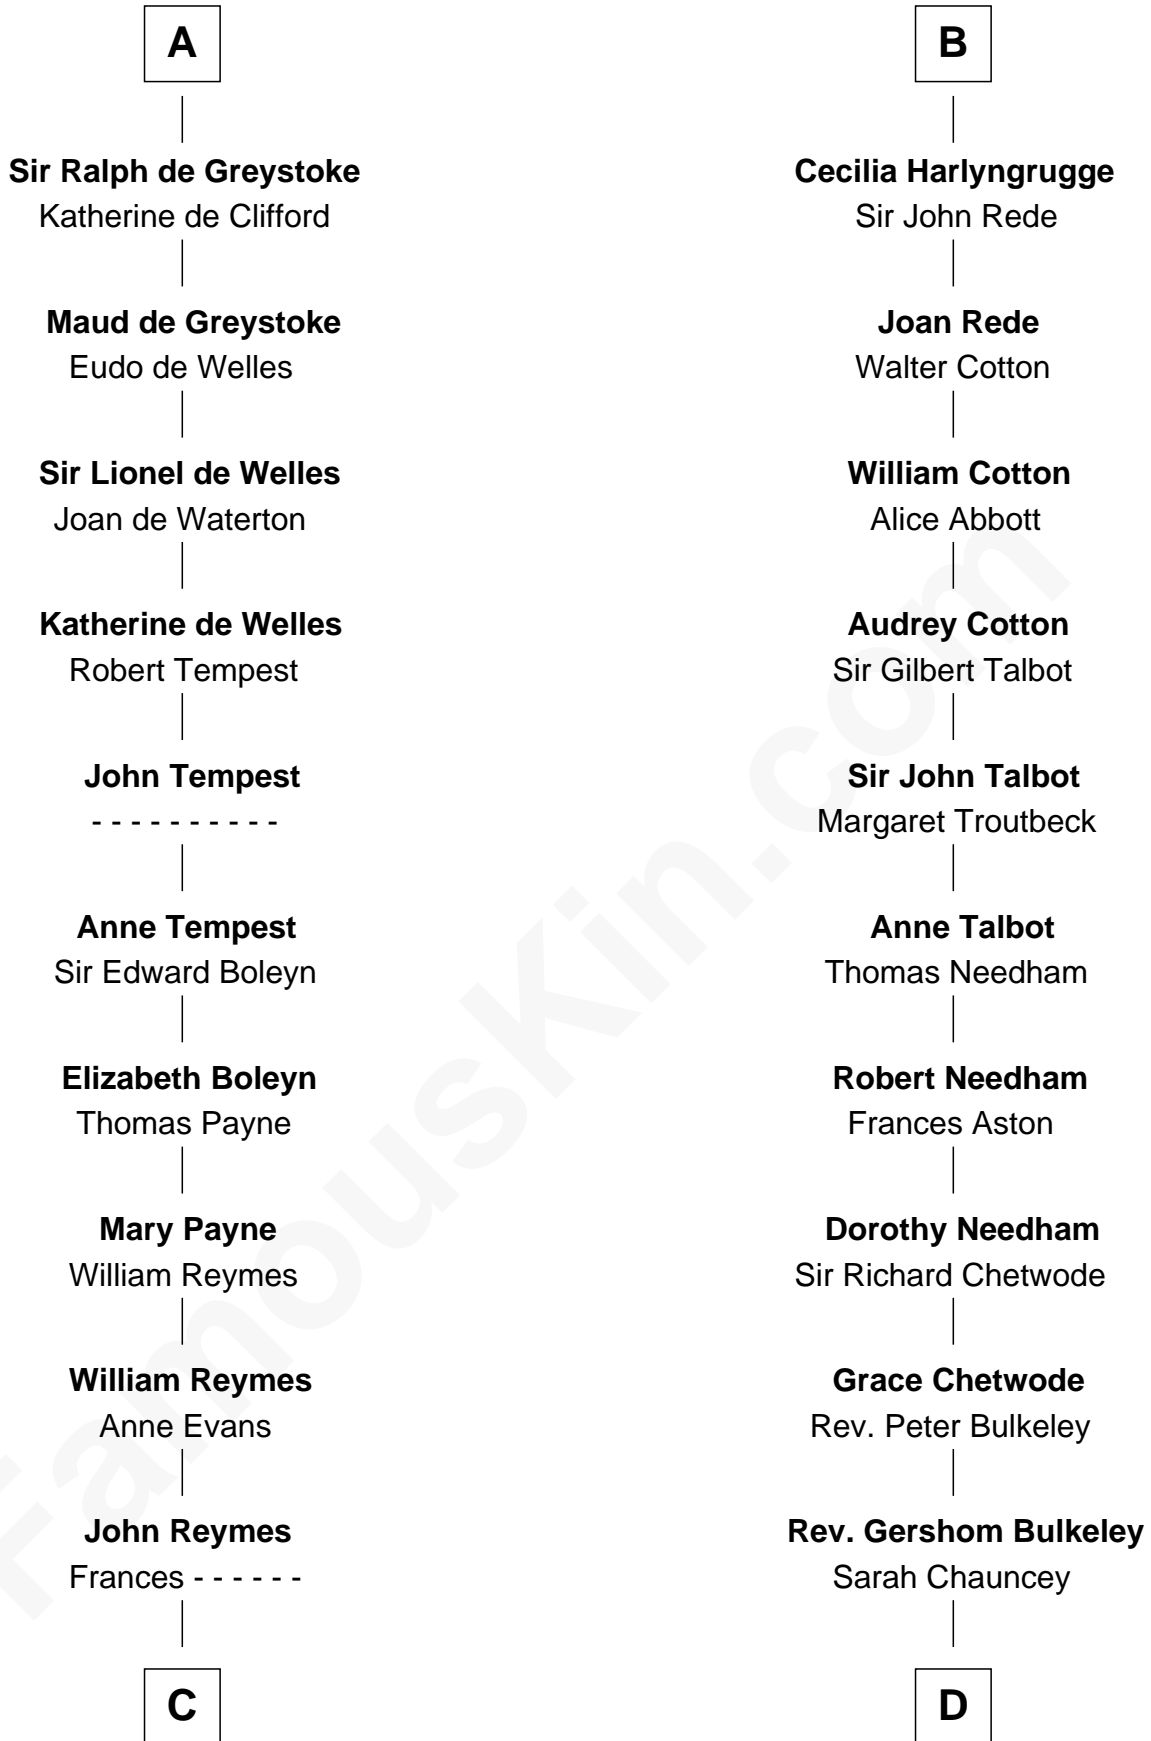 A
Sir Ralph de Greystoke
Katherine de Clifford
Maud de Greystoke
Eudo de Welles
Sir Lionel de Welles
Joan de Waterton
Katherine de Welles
Robert Tempest
John Tempest
- - - - - - - - - -
Anne Tempest
Sir Edward Boleyn
Elizabeth Boleyn
Thomas Payne
Mary Payne
William Reymes
William Reymes
Anne Evans
John Reymes
Frances - - - - - -
C
B
Cecilia Harlyngrugge
Sir John Rede
Joan Rede
Walter Cotton
William Cotton
Alice Abbott
Audrey Cotton
Sir Gilbert Talbot
Sir John Talbot
Margaret Troutbeck
Anne Talbot
Thomas Needham
Robert Needham
Frances Aston
Dorothy Needham
Sir Richard Chetwode
Grace Chetwode
Rev. Peter Bulkeley
Rev. Gershom Bulkeley
Sarah Chauncey
D
FamousKin.com